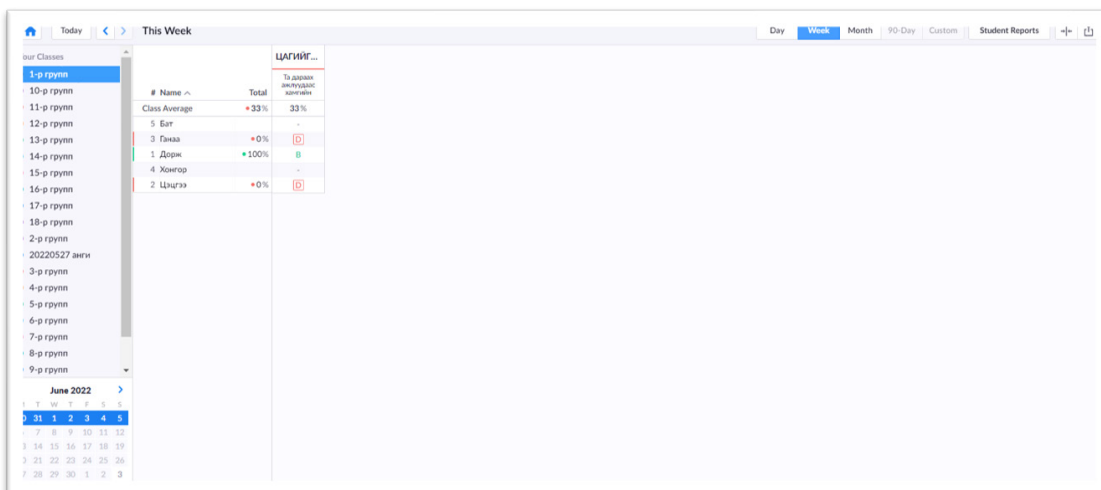 Today < > This Week Day Week Month 90-Day Custom Student Reports
our Classes
1-р групп
10-р групп
11-р групп
12-р групп
13-р групп
14-р групп
15-р групп
16-р групп
17-р групп
18-р групп
2-р групп
20220527 анги
3-р групп
4-р групп
5-р групп
6-р групп
7-р групп
8-р групп
9-р групп
June 2022 >
T W T F S S
31 1 2 3 4 5
7 8 9 10 11 12
14 15 16 17 18 19
21 22 23 24 25 26
28 29 30 1 2 3
ЦАГИЙГ...
Та дараах
ажлуудаас
хамгийн
# Name Total
Class Average 33% 33%
5 Бат -
3 Ганаа 0% D
1 Дорж 100% B
4 Хонгор -
2 Цэцгээ 0% D